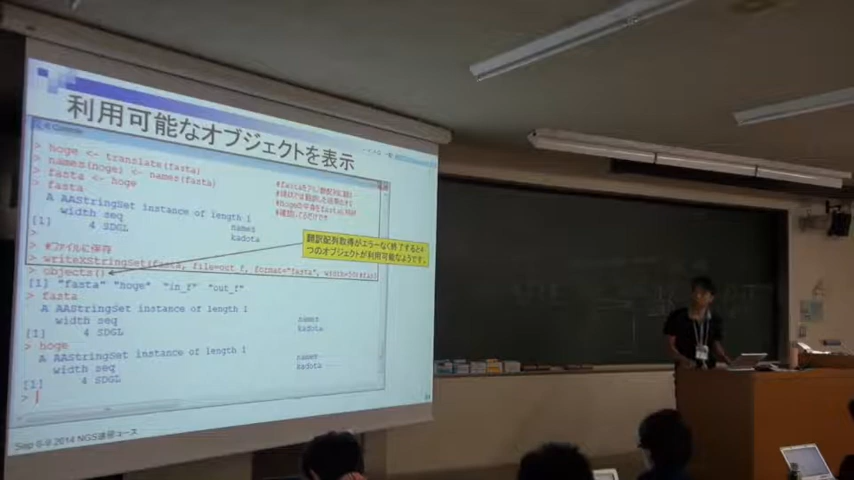 利用可能なオブジェクトを表示
R Console
> hoge <- translate(fasta)
> names(hoge) <- names(fasta)
> fasta <- hoge
> fasta
A AAStringSet instance of length 1
width seq names
[1] 4 SDGL kadota
>
> #ファイルに保存
> writeXStringSet(fasta, file=out_f, format="fasta", width=50)
> objects()
[1] "fasta" "hoge" "in_f" "out_f"
> fasta
A AAStringSet instance of length 1
width seq names
[1] 4 SDGL kadota
> hoge
A AAStringSet instance of length 1
width seq names
[1] 4 SDGL kadota
>
翻訳配列取得がエラーなく終了すると4
つのオブジェクトが利用可能なようです。
2014 NGS速習コース